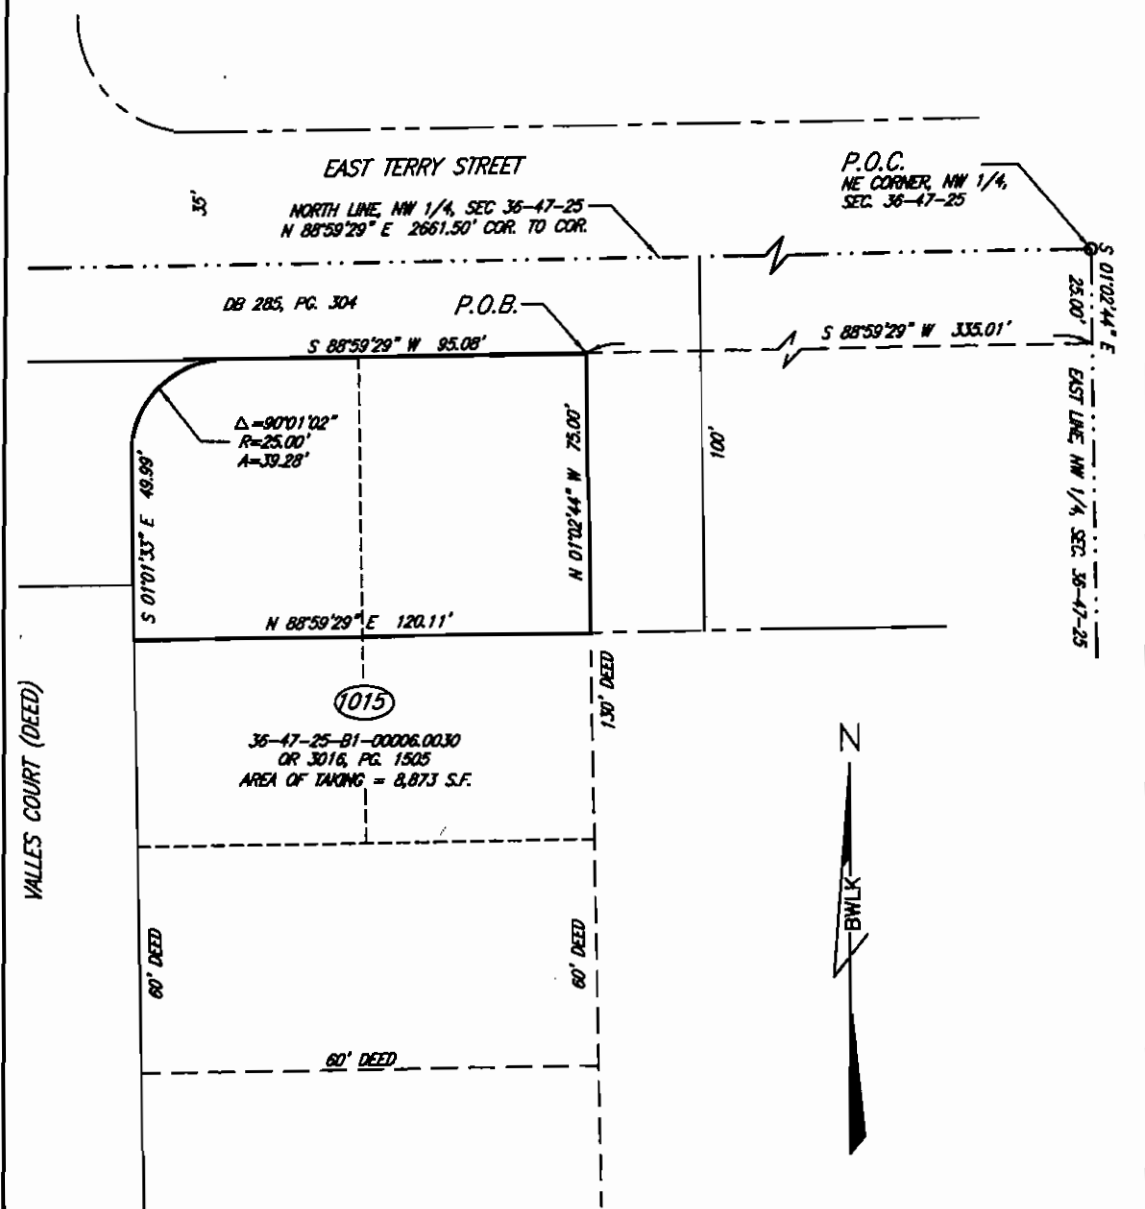 EAST TERRY STREET
35'
P.O.C.
NE CORNER, NW 1/4,
SEC. 36-47-25
NORTH LINE, NW 1/4, SEC 36-47-25
N 88°59'29" E 2661.50' COR. TO COR.
S 01°02'44" E
25.00'
DB 285, PG. 304
P.O.B.
S 88°59'29" W 335.01'
S 88°59'29" W 95.08'
EAST LINE, NW 1/4, SEC. 36-47-25
Δ=90°01'02"
R=25.00'
A=39.28'
100'
S 01°01'33" E 49.99'
N 01°02'44" W 75.00'
N 88°59'29" E 120.11'
VALLES COURT (DEED)
130' DEED
1015
36-47-25-B1-00006.0030
OR 3016, PG. 1505
AREA OF TAKING = 8,873 S.F.
N
BWLK
60' DEED
60' DEED
60' DEED